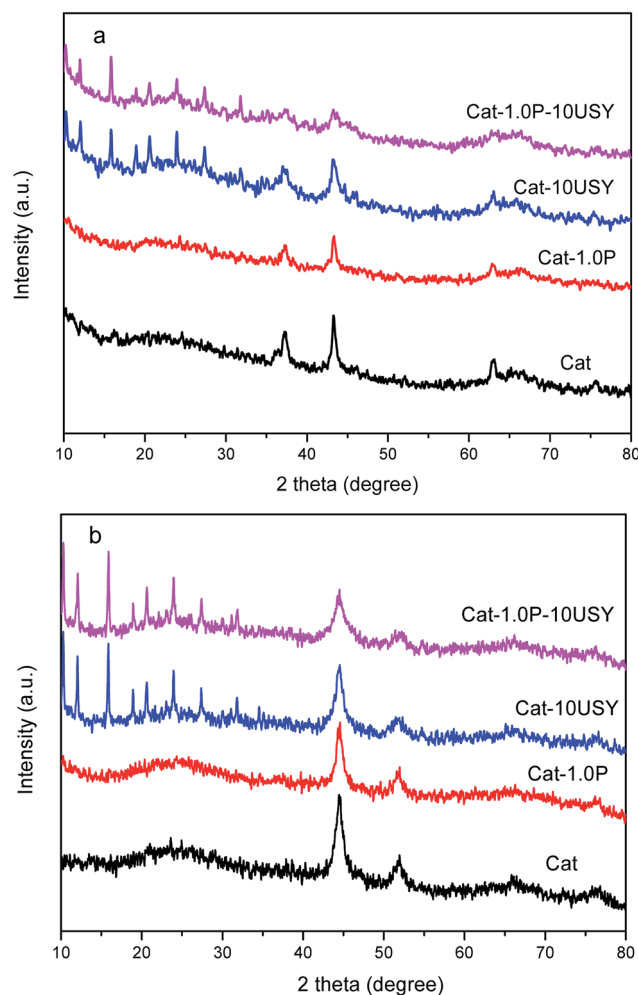 a
Cat-1.0P-10USY
Cat-10USY
Cat-1.0P
Cat
Intensity (a.u.)
10 20 30 40 50 60 70 80
2 theta (degree)
b
Cat-1.0P-10USY
Cat-10USY
Cat-1.0P
Cat
Intensity (a.u.)
10 20 30 40 50 60 70 80
2 theta (degree)